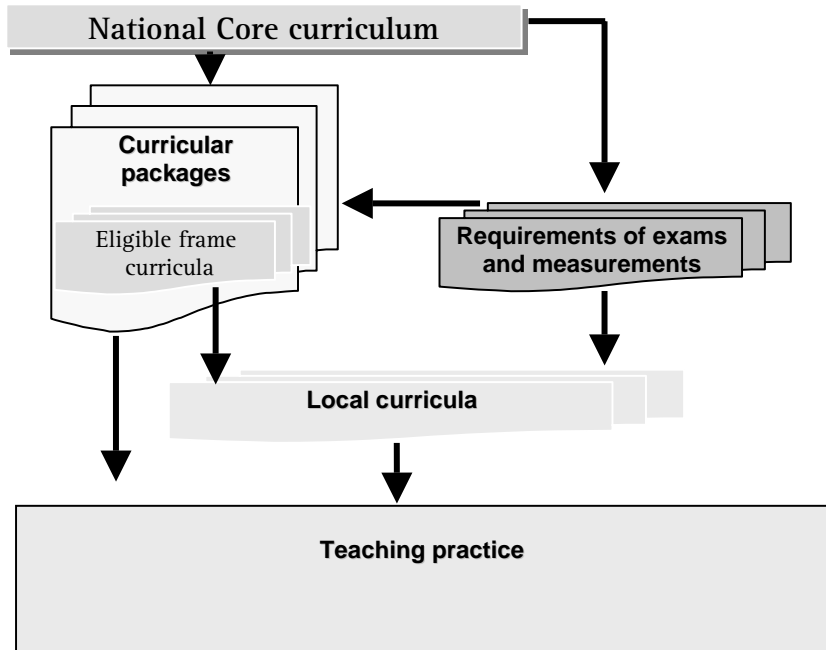 National Core curriculum
Curricular
packages
Eligible frame
curricula
Requirements of exams
and measurements
Local curricula
Teaching practice